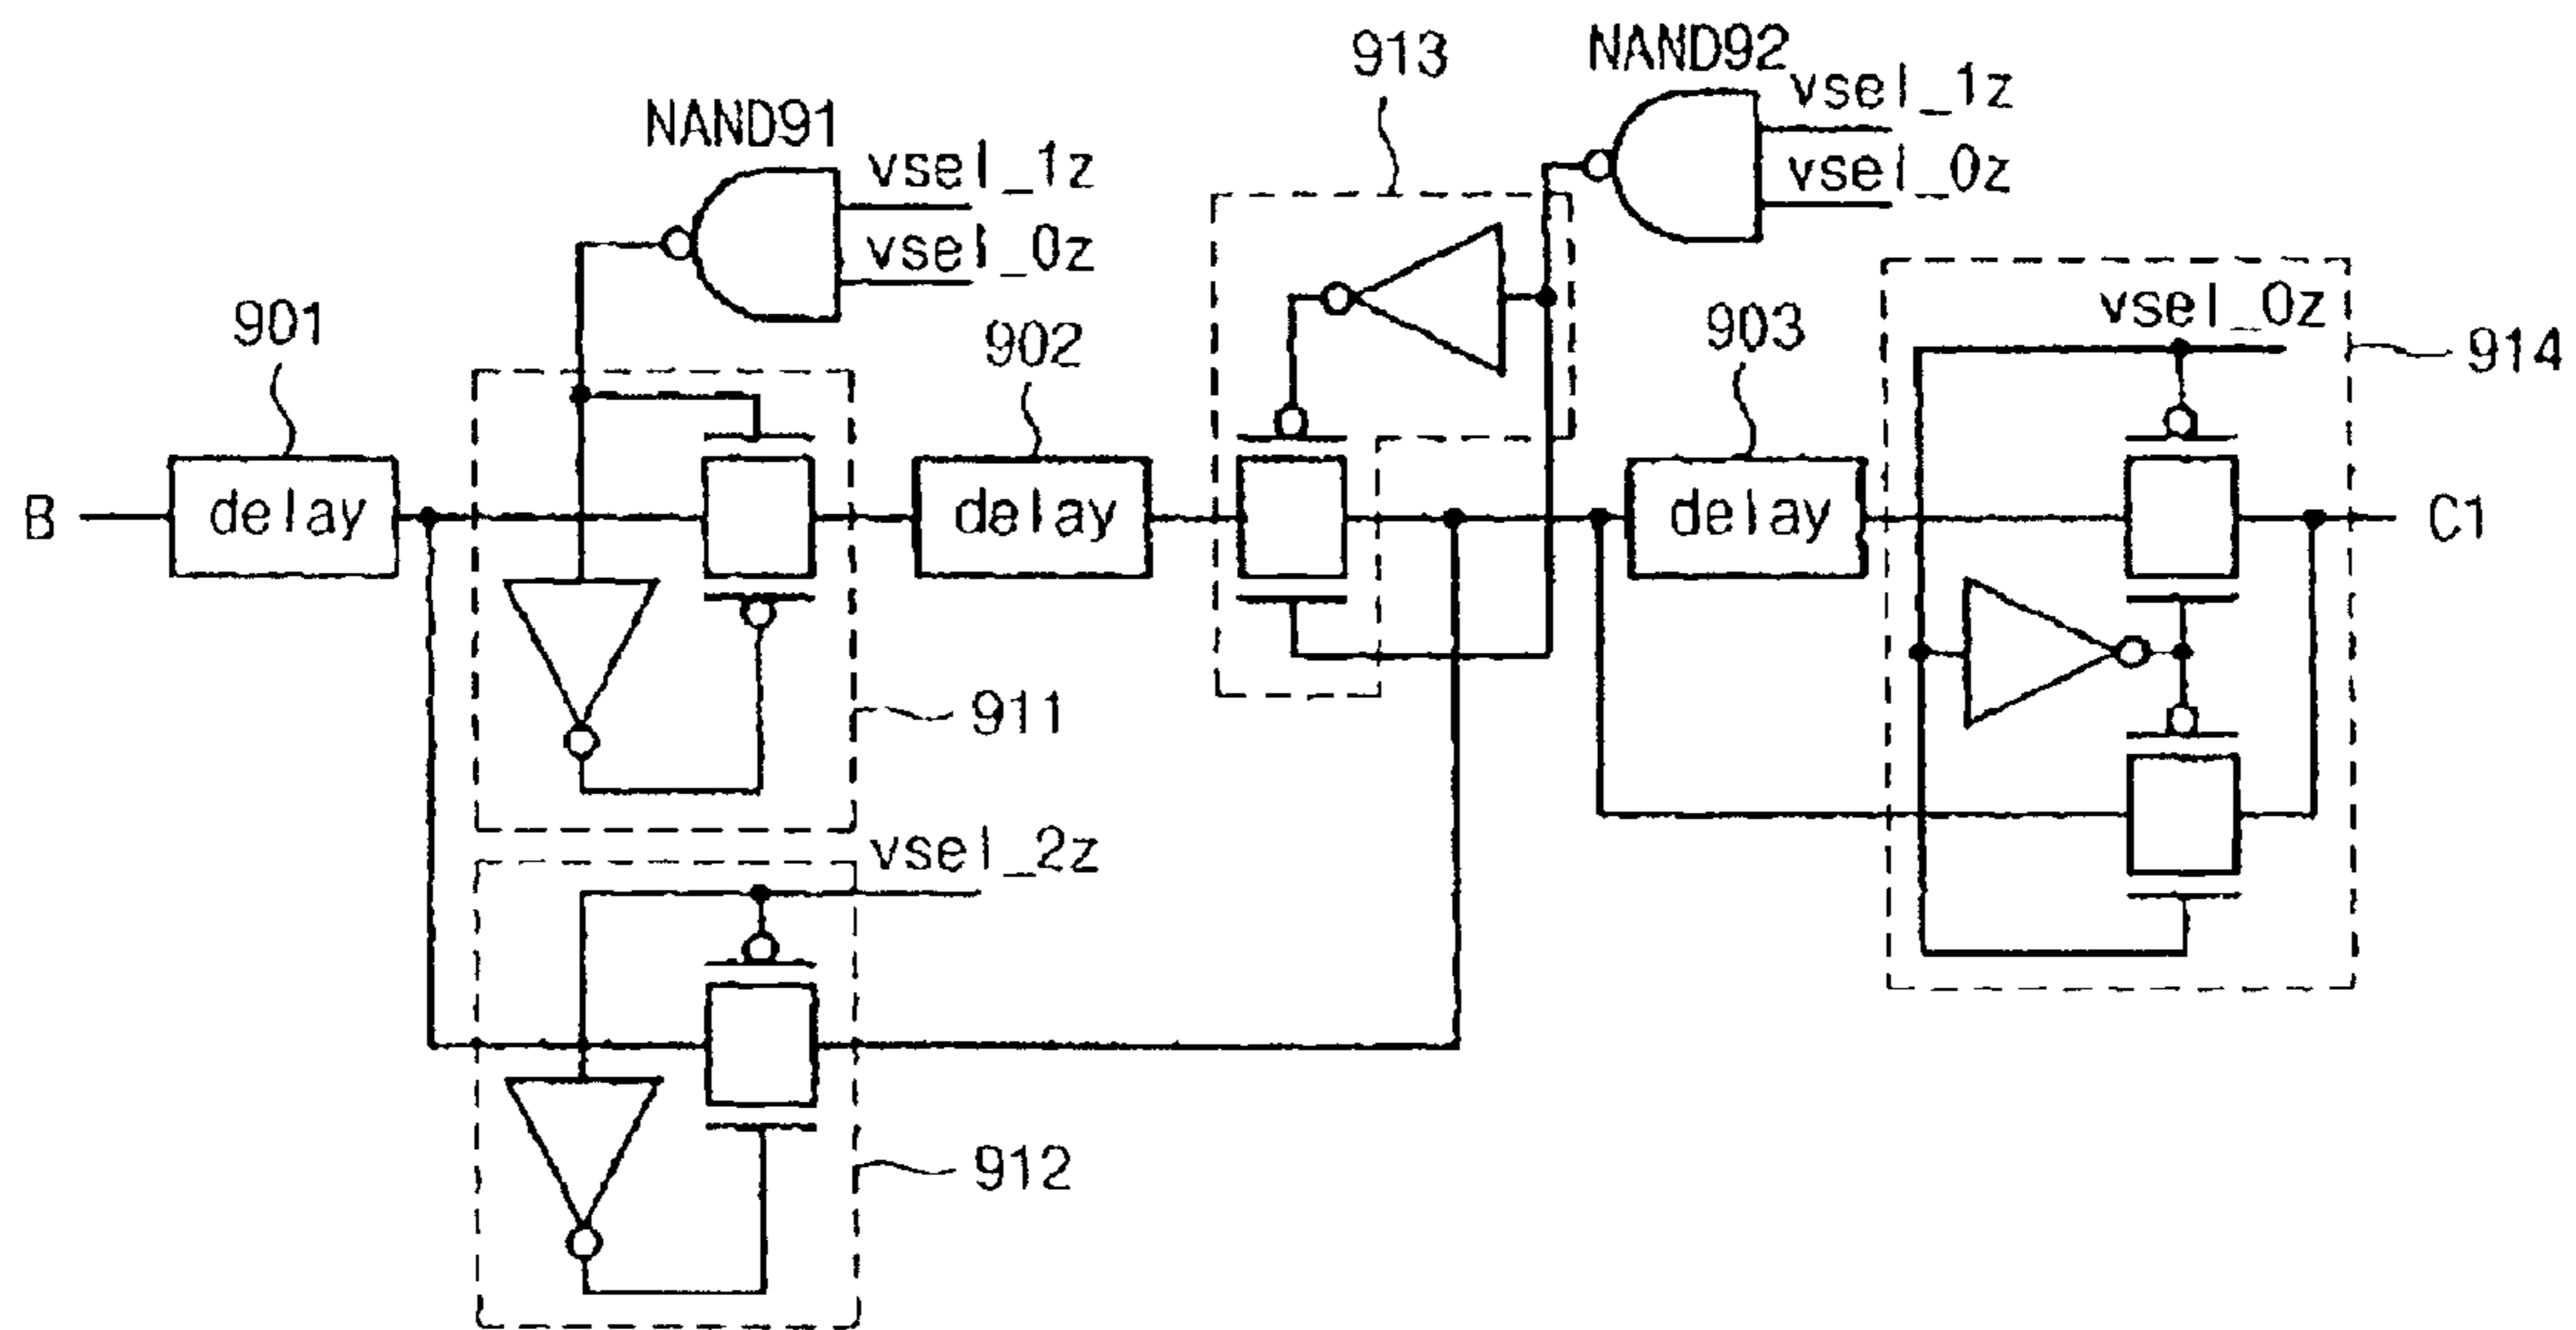 913
NAND92
vsel_1z
vsel_0z
NAND91
vsel_1z
vsel_0z
901
902
903
vsel_0z
914
B
delay
delay
delay
C1
911
vsel_2z
912